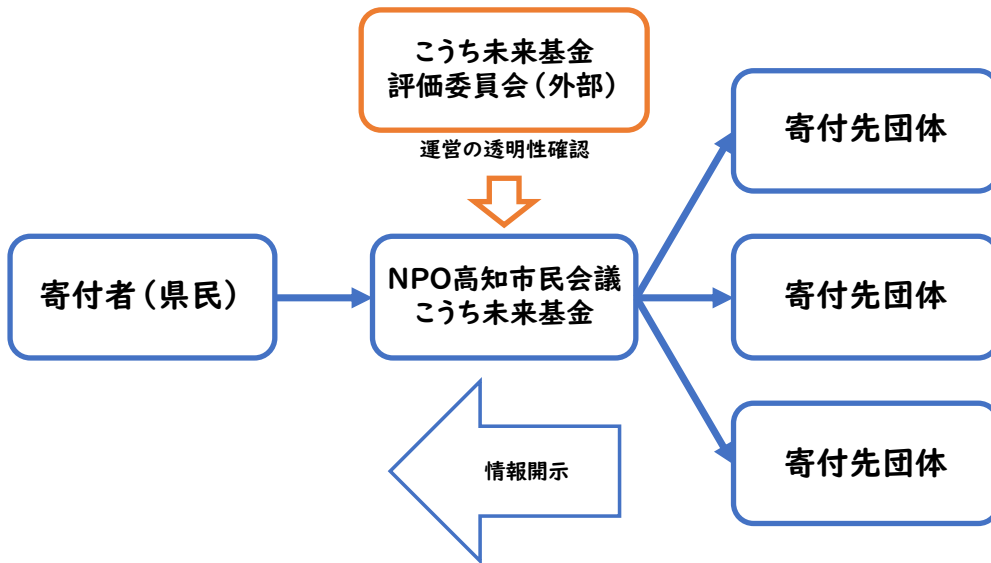 こうち未来基金
評価委員会（外部）
運営の透明性確認
寄付者（県民）
NPO高知市民会議
こうち未来基金
寄付先団体
寄付先団体
寄付先団体
情報開示